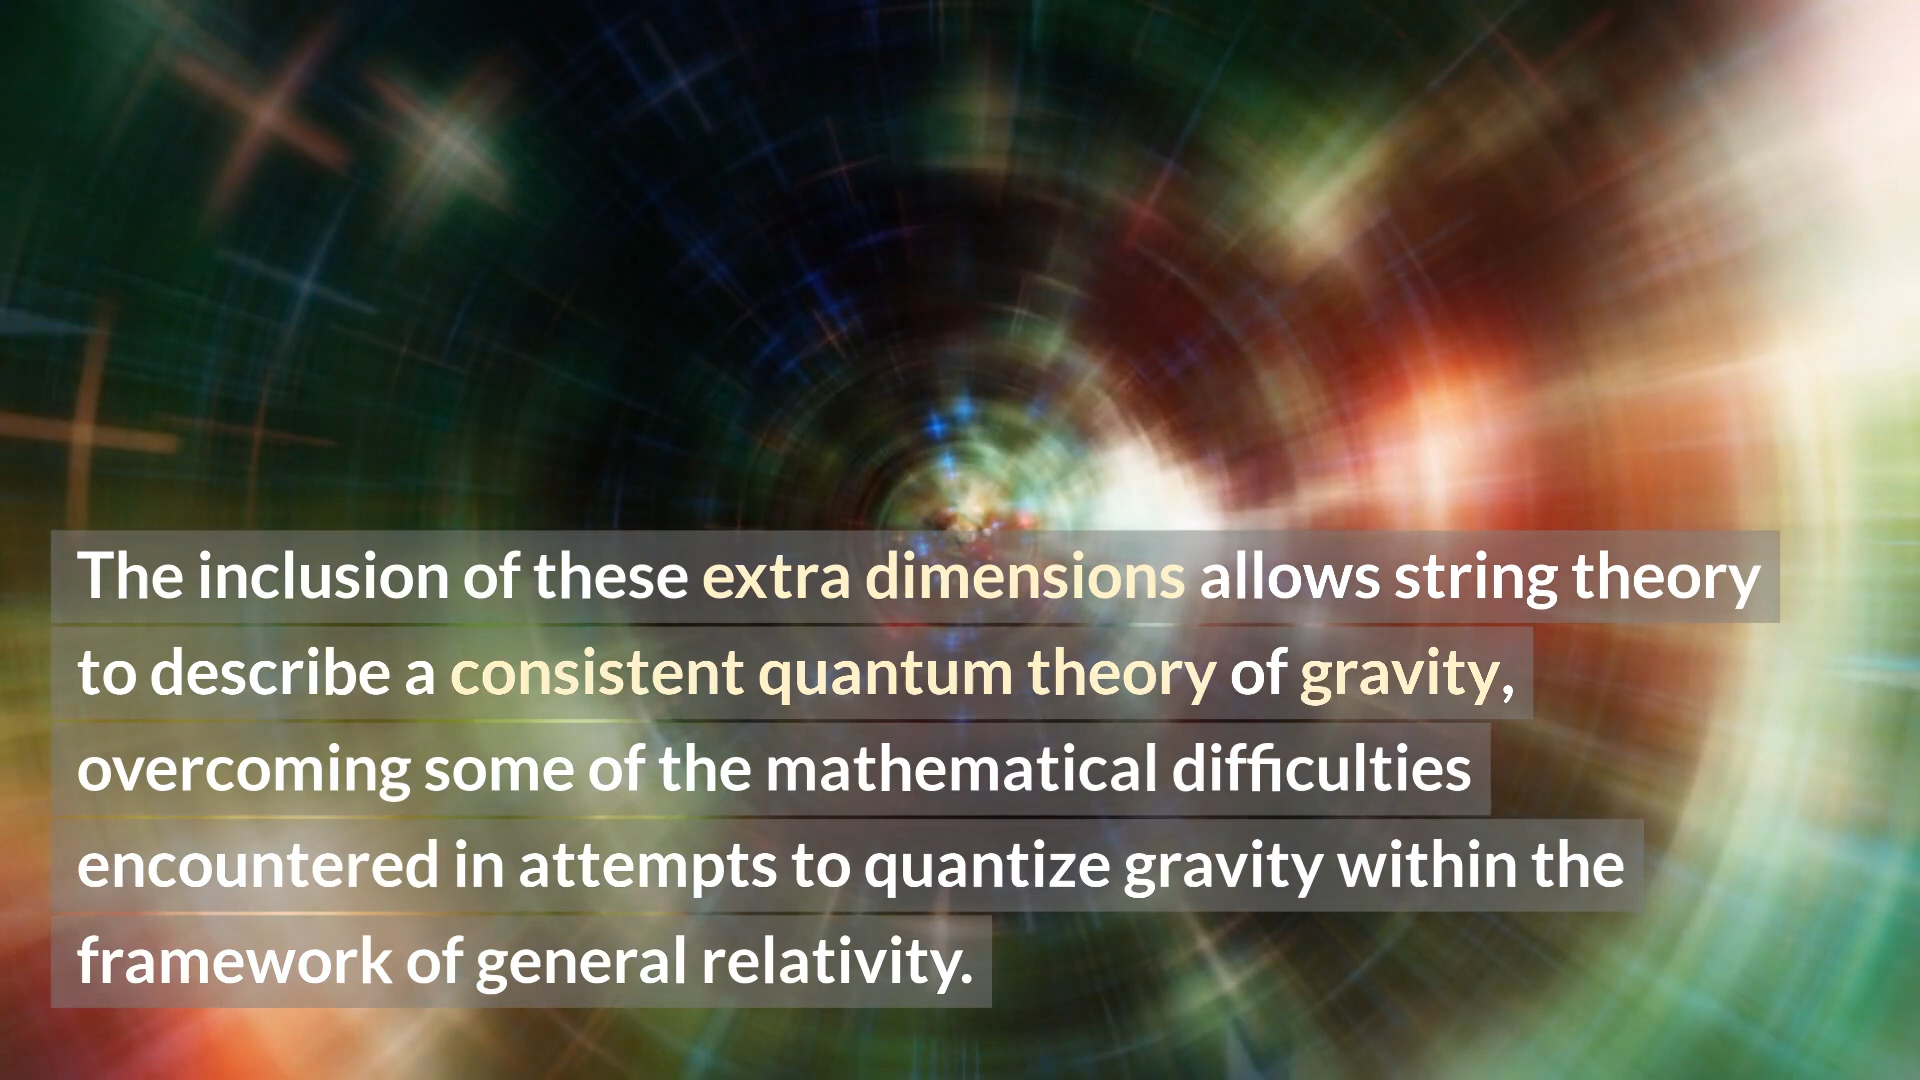 The inclusion of these extra dimensions allows string theory
to describe a consistent quantum theory of gravity,
overcoming some of the mathematical difficulties
encountered in attempts to quantize gravity within the
framework of general relativity.